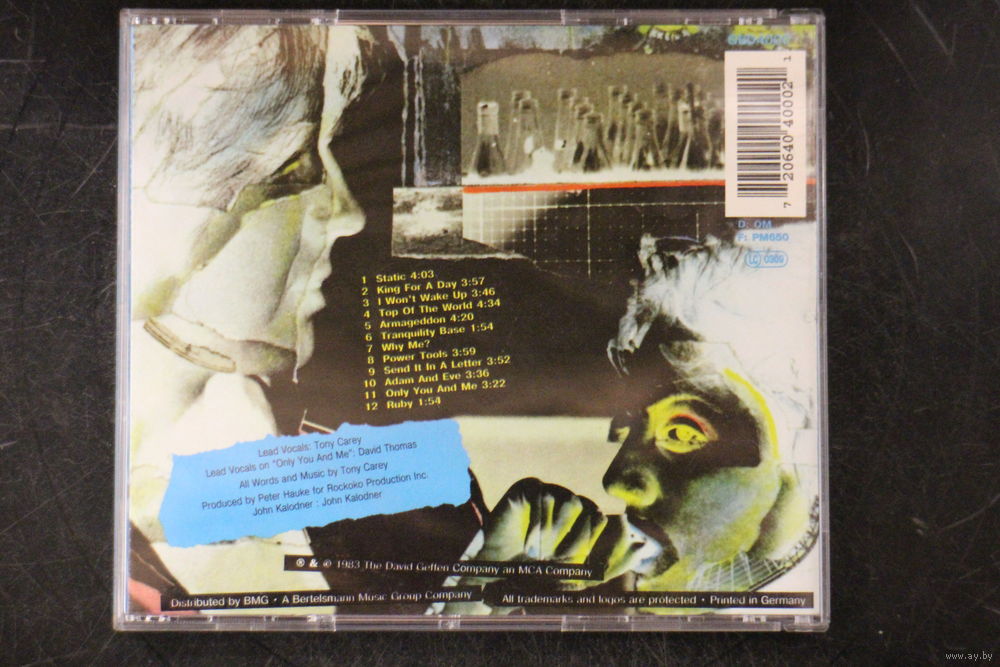 7 20640 40002 1
D: OM
F: PM650
LC 0309
1 Static 4:03
2 King For A Day 3:57
3 I Won't Wake Up 3:46
4 Top Of The World 4:34
5 Armageddon 4:20
6 Tranquility Base 1:54
7 Why Me?
8 Power Tools 3:59
9 Send It In A Letter 3:52
10 Adam And Eve 3:36
11 Only You And Me 3:22
12 Ruby 1:54
Lead Vocals: Tony Carey
Lead Vocals on "Only You And Me": David Thomas
All Words and Music by Tony Carey
Produced by Peter Hauke for Rockoko Production Inc.
John Kalodner : John Kalodner
℗ & © 1983 The David Geffen Company an MCA Company
Distributed by BMG • A Bertelsmann Music Group Company
All trademarks and logos are protected • Printed in Germany
www.ay.by